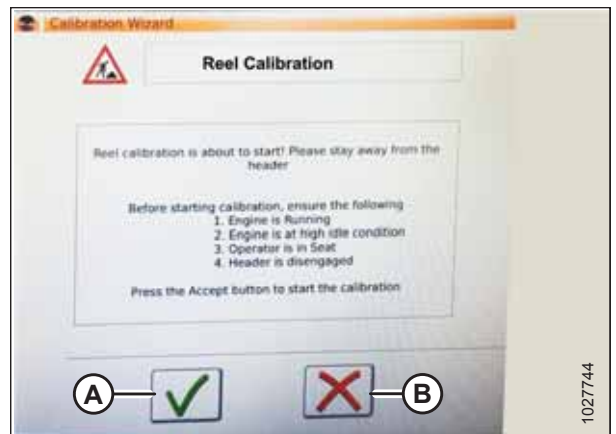 Calibration Wizard
Reel Calibration
Reel calibration is about to start! Please stay away from the
header
Before starting calibration, ensure the following
1. Engine is Running
2. Engine is at high idle condition
3. Operator is in Seat
4. Header is disengaged
Press the Accept button to start the calibration
A
B
1027744